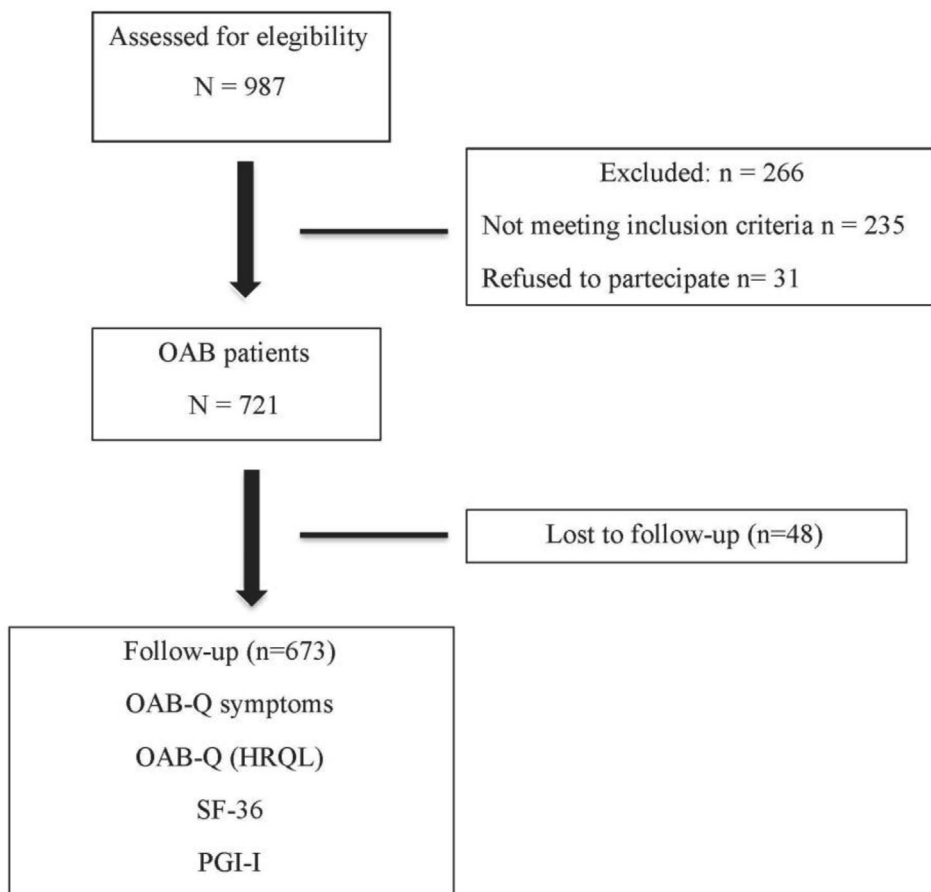 Assessed for elegibility
N = 987
Excluded: n = 266
Not meeting inclusion criteria n = 235
Refused to partecipate n= 31
OAB patients
N = 721
Lost to follow-up (n=48)
Follow-up (n=673)
OAB-Q symptoms
OAB-Q (HRQL)
SF-36
PGI-I